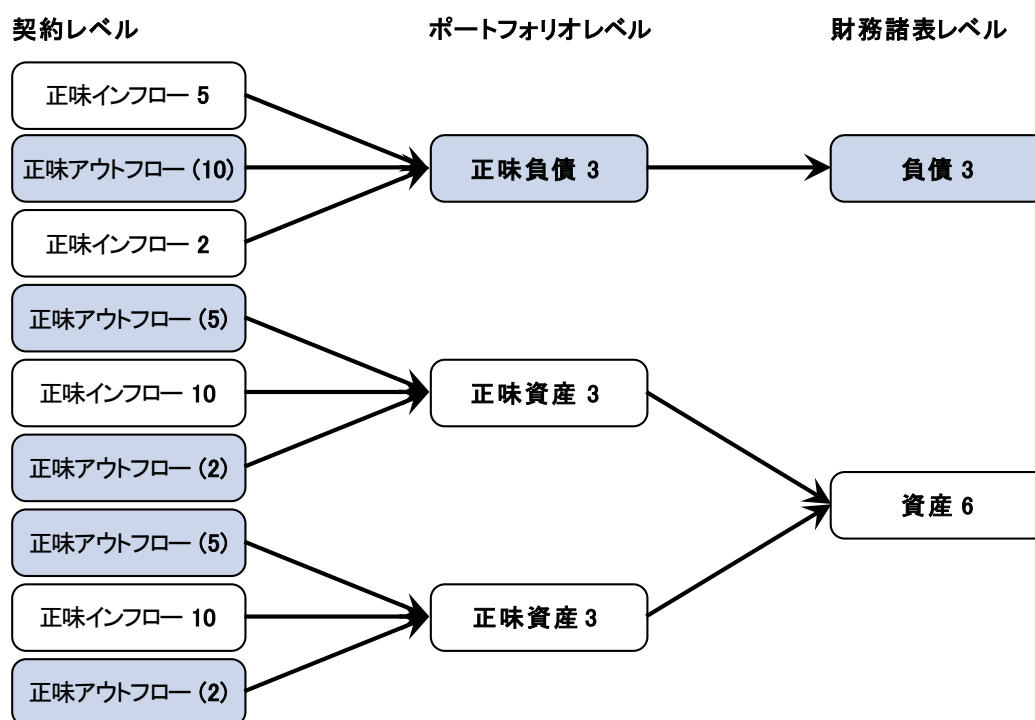 契約レベル
ポートフォリオレベル
財務諸表レベル
正味インフロー 5
正味アウトフロー (10)
正味インフロー 2
正味アウトフロー (5)
正味インフロー 10
正味アウトフロー (2)
正味アウトフロー (5)
正味インフロー 10
正味アウトフロー (2)
正味負債 3
正味資産 3
正味資産 3
負債 3
資産 6